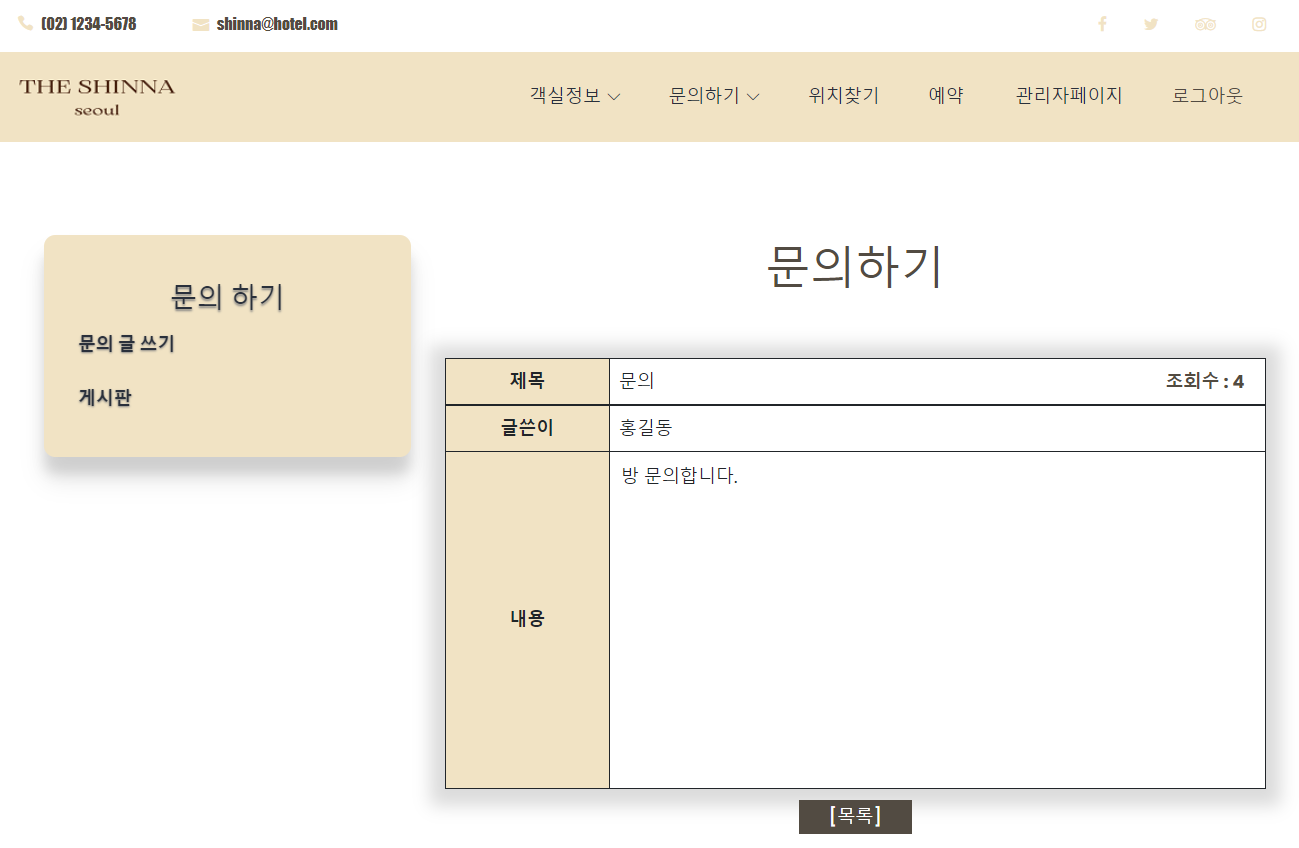 (02) 1234-5678 shinna@hotel.com
THE SHINNA
seoul
객실정보 문의하기 위치찾기 예약 관리자페이지 로그아웃
문의 하기
문의 글 쓰기
게시판
문의하기
제목 문의 조회수 : 4
글쓴이 홍길동
내용 방 문의합니다.
[목록]